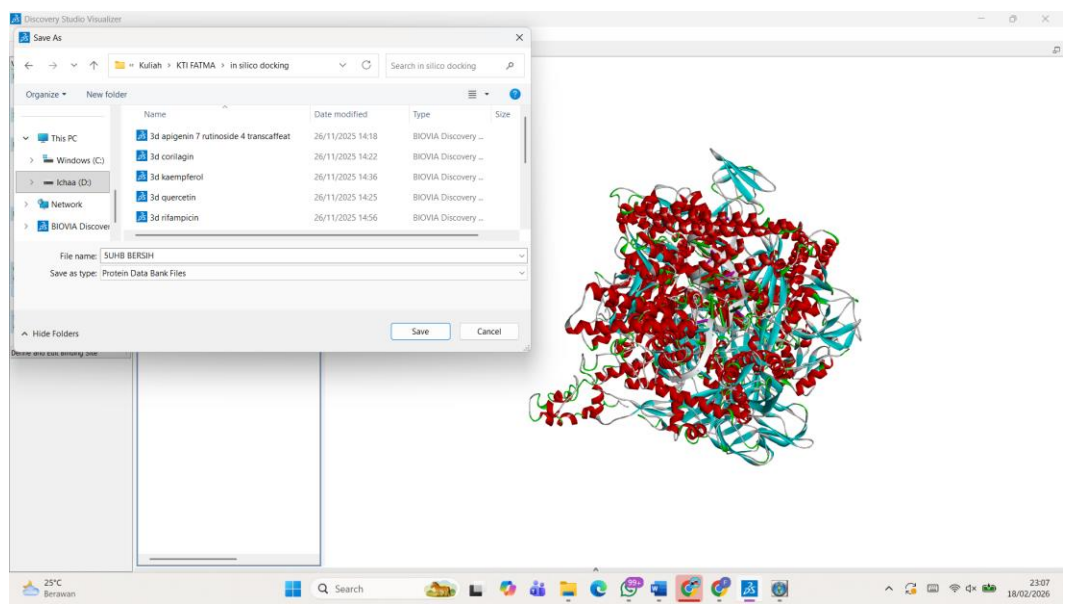 Discovery Studio Visualizer
Save As
« Kuliah > KTI FATMA > in silico docking
Search in silico docking
Organize
New folder
Name Date modified Type Size
This PC
Windows (C:)
Ichaa (D:)
Network
BIOVIA Discover
3d apigenin 7 rutinoside 4 transcaffeat 26/11/2025 14:18 BIOVIA Discovery ...
3d corilagin 26/11/2025 14:22 BIOVIA Discovery ...
3d kaempferol 26/11/2025 14:36 BIOVIA Discovery ...
3d quercetin 26/11/2025 14:25 BIOVIA Discovery ...
3d rifampicin 26/11/2025 14:56 BIOVIA Discovery ...
File name: 5UHB BERSIH
Save as type: Protein Data Bank Files
Hide Folders
Save
Cancel
Define and Edit Binding Site
25°C
Berawan
Search
99+
23:07
18/02/2026